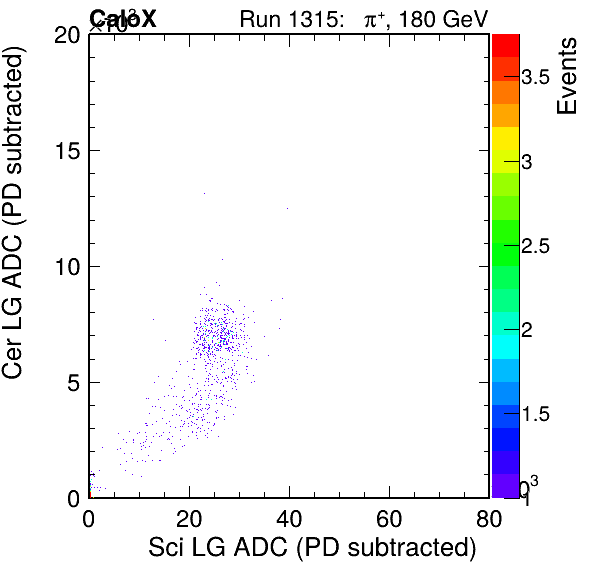 CaloX Run 1315: π+, 180 GeV
×10³
20
15
10
5
0
0 20 40 60 80
Sci LG ADC (PD subtracted)
Cer LG ADC (PD subtracted)
Events
3.5
3
2.5
2
1.5
1